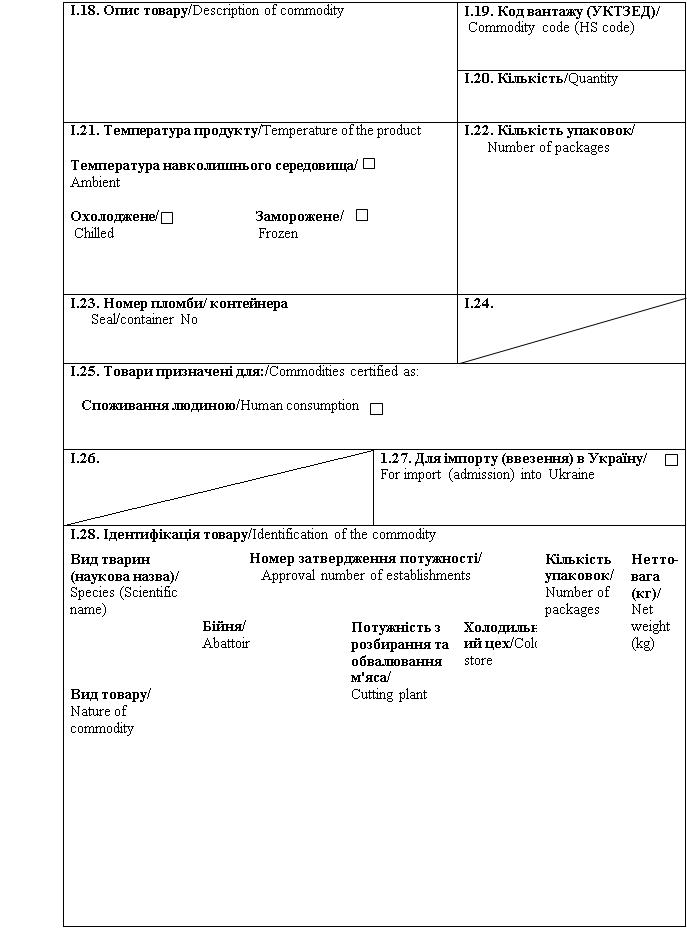 I.18. Опис товару/Description of commodity
I.19. Код вантажу (УКТЗЕД)/
Commodity code (HS code)
I.20. Кількість/Quantity
I.21. Температура продукту/Temperature of the product
I.22. Кількість упаковок/
Number of packages
Температура навколишнього середовища/
Ambient
Охолоджене/ Заморожене/
Chilled Frozen
I.23. Номер пломби/ контейнера
Seal/container No
I.24.
I.25. Товари призначені для:/Commodities certified as:
Споживання людиною/Human consumption
I.26.
1.27. Для імпорту (ввезення) в Україну/
For import (admission) into Ukraine
I.28. Ідентифікація товару/Identification of the commodity
Вид тварин
(наукова назва)/
Species (Scientific
name)
Номер затвердження потужності/
Approval number of establishments
Кількість
упаковок/
Number of
packages
Нетто-
вага
(кг)/
Net
weight
(kg)
Бійня/
Abattoir
Потужність з
розбирання та
обвалювання
м'яса/
Cutting plant
Холодильн
ий цех/Col
store
Вид товару/
Nature of
commodity